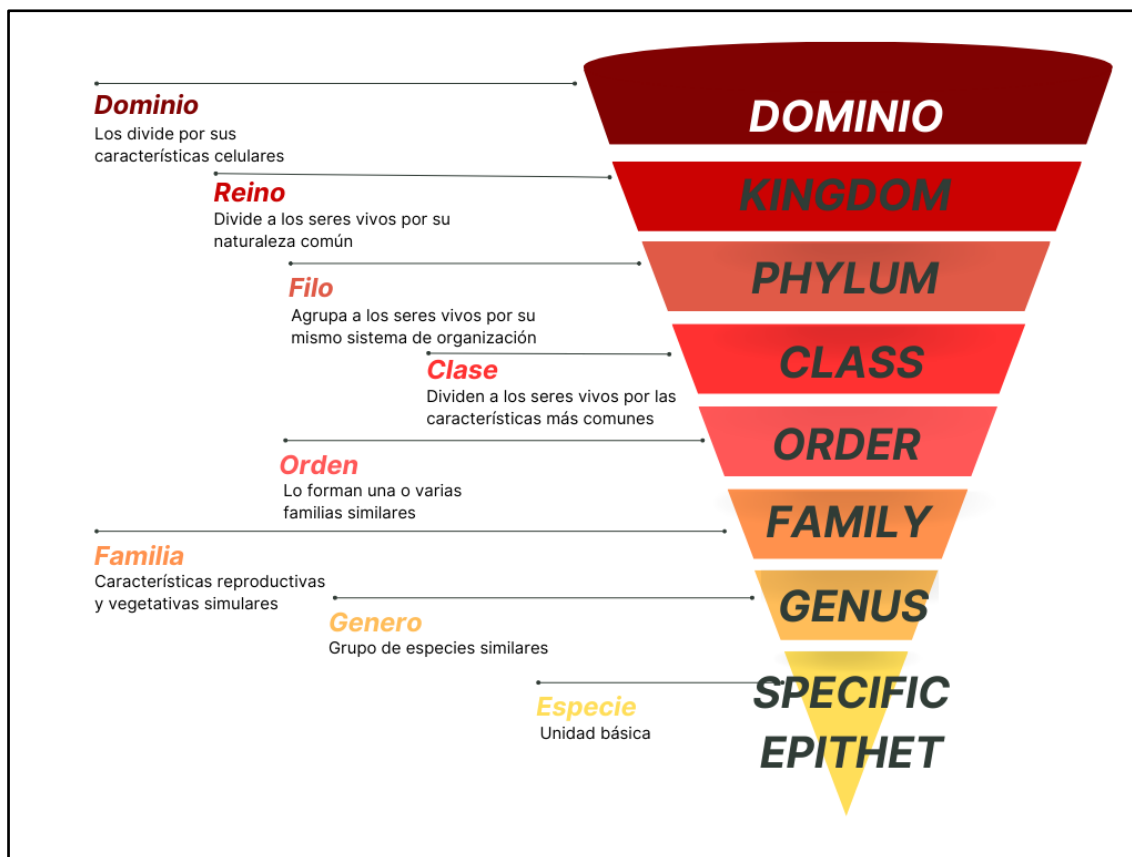 DOMINIO
Dominio
Los divide por sus
características celulares
KINGDOM
Reino
Divide a los seres vivos por su
naturaleza común
PHYLUM
Filo
Agrupa a los seres vivos por su
mismo sistema de organización
CLASS
Clase
Dividen a los seres vivos por las
características más comunes
ORDER
Orden
Lo forman una o varias
familias similares
FAMILY
Familia
Características reproductivas
y vegetativas simulares
GENUS
Genero
Grupo de especies similares
SPECIFIC
EPITHET
Especie
Unidad básica